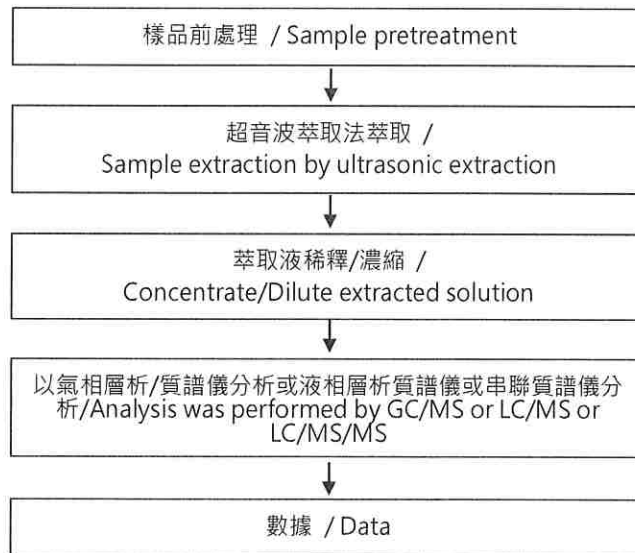 樣品前處理 / Sample pretreatment
超音波萃取法萃取 /
Sample extraction by ultrasonic extraction
萃取液稀釋/濃縮 /
Concentrate/Dilute extracted solution
以氣相層析/質譜儀分析或液相層析質譜儀或串聯質譜儀分
析/Analysis was performed by GC/MS or LC/MS or
LC/MS/MS
數據 / Data